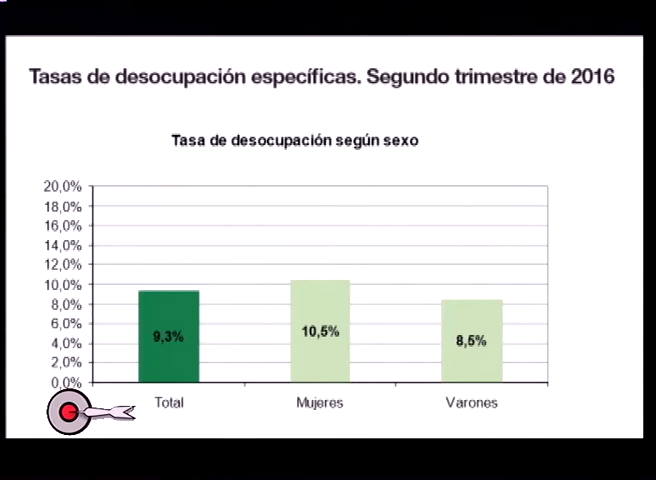 Tasas de desocupación específicas. Segundo trimestre de 2016
Tasa de desocupación según sexo
20,0%
18,0%
16,0%
14,0%
12,0%
10,0%
8,0%
6,0%
4,0%
2,0%
0,0%
9,3%
10,5%
8,5%
Total
Mujeres
Varones